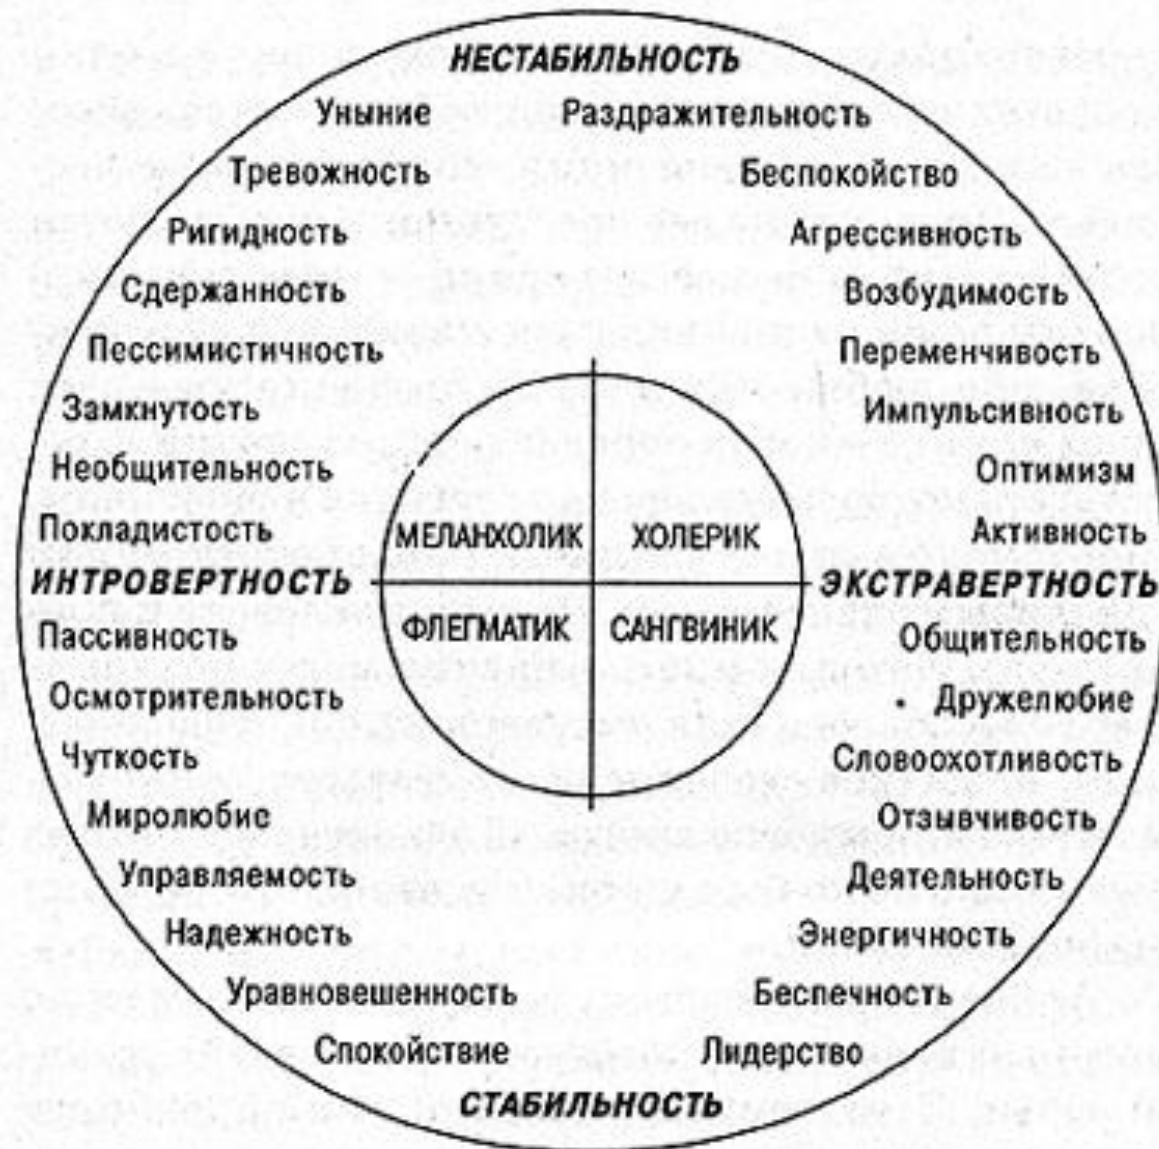 НЕСТАБИЛЬНОСТЬ
Уныние Раздражительность
Тревожность Беспокойство
Ригидность Агрессивность
Сдержанность Возбудимость
Пессимистичность Переменчивость
Замкнутость Импульсивность
Необщительность Оптимизм
Покладистость МЕЛАНХОЛИК ХОЛЕРИК Активность
ИНТРОВЕРТНОСТЬ ЭКСТРАВЕРТНОСТЬ
Пассивность ФЛЕГМАТИК САНГВИНИК Общительность
Осмотрительность Дружелюбие
Чуткость Словоохотливость
Миролюбие Отзывчивость
Управляемость Деятельность
Надежность Энергичность
Уравновешенность Беспечность
Спокойствие Лидерство
СТАБИЛЬНОСТЬ